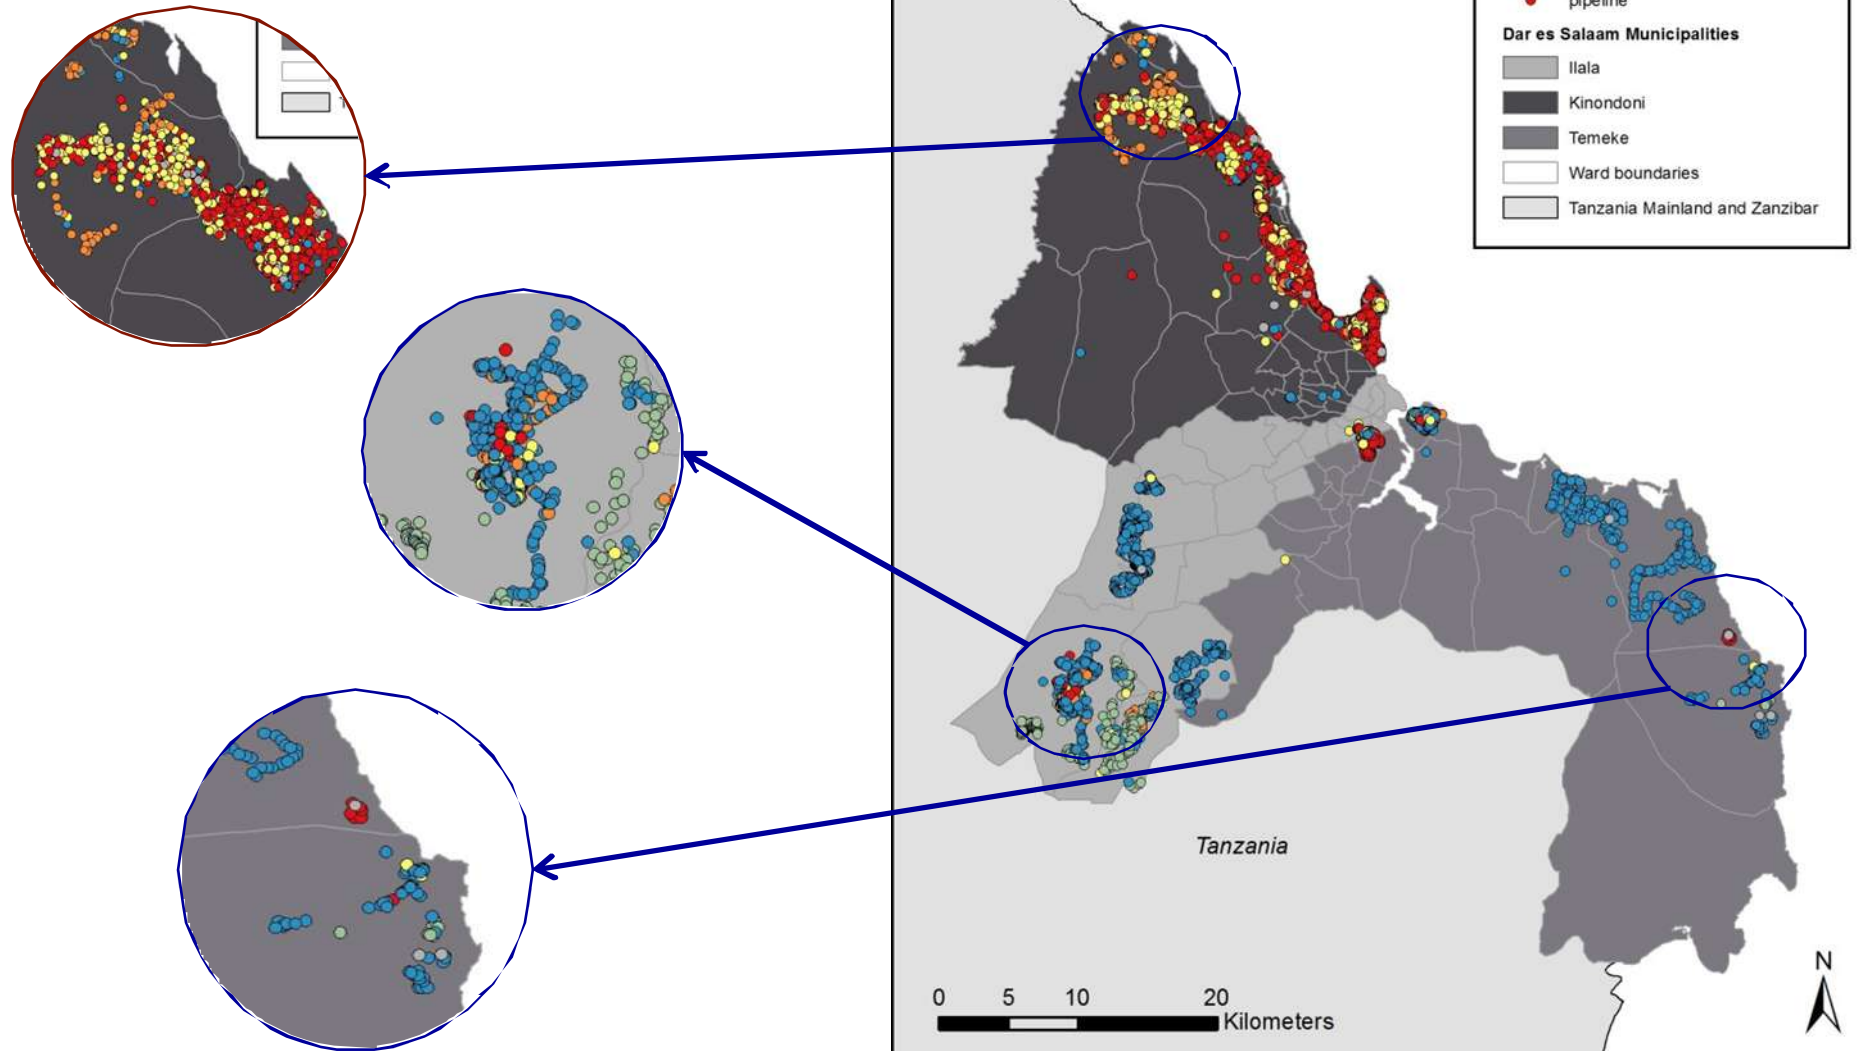 pipeline
Dar es Salaam Municipalities
Ilala
Kinondoni
Temeke
Ward boundaries
Tanzania Mainland and Zanzibar
Tanzania
N
0 5 10 20
Kilometers